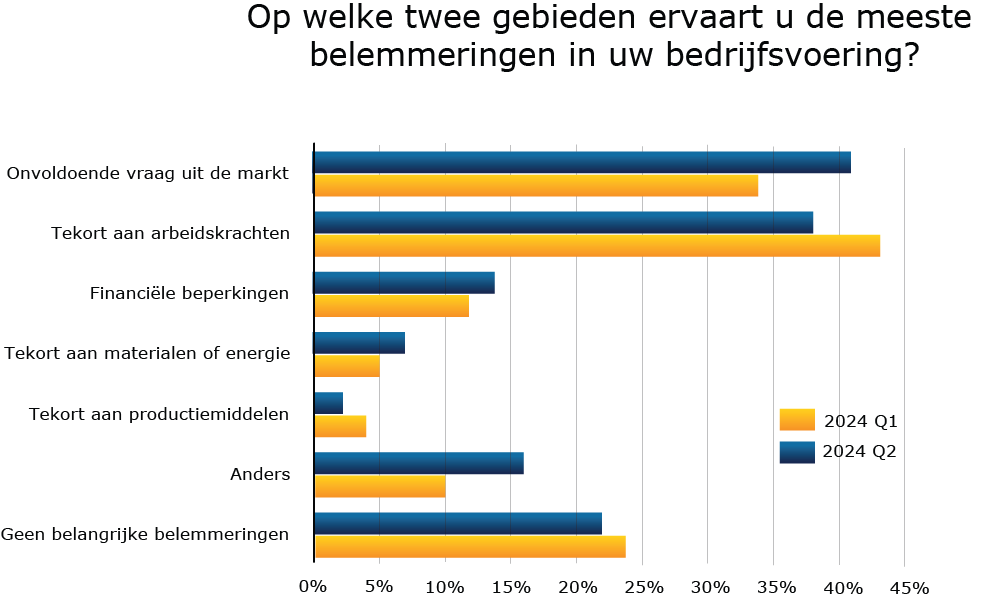 Op welke twee gebieden ervaart u de meeste
belemmeringen in uw bedrijfsvoering?
Onvoldoende vraag uit de markt
Tekort aan arbeidskrachten
Financiële beperkingen
Tekort aan materialen of energie
Tekort aan productiemiddelen
Anders
Geen belangrijke belemmeringen
2024 Q1
2024 Q2
0% 5% 10% 15% 20% 25% 30% 35% 40% 45%